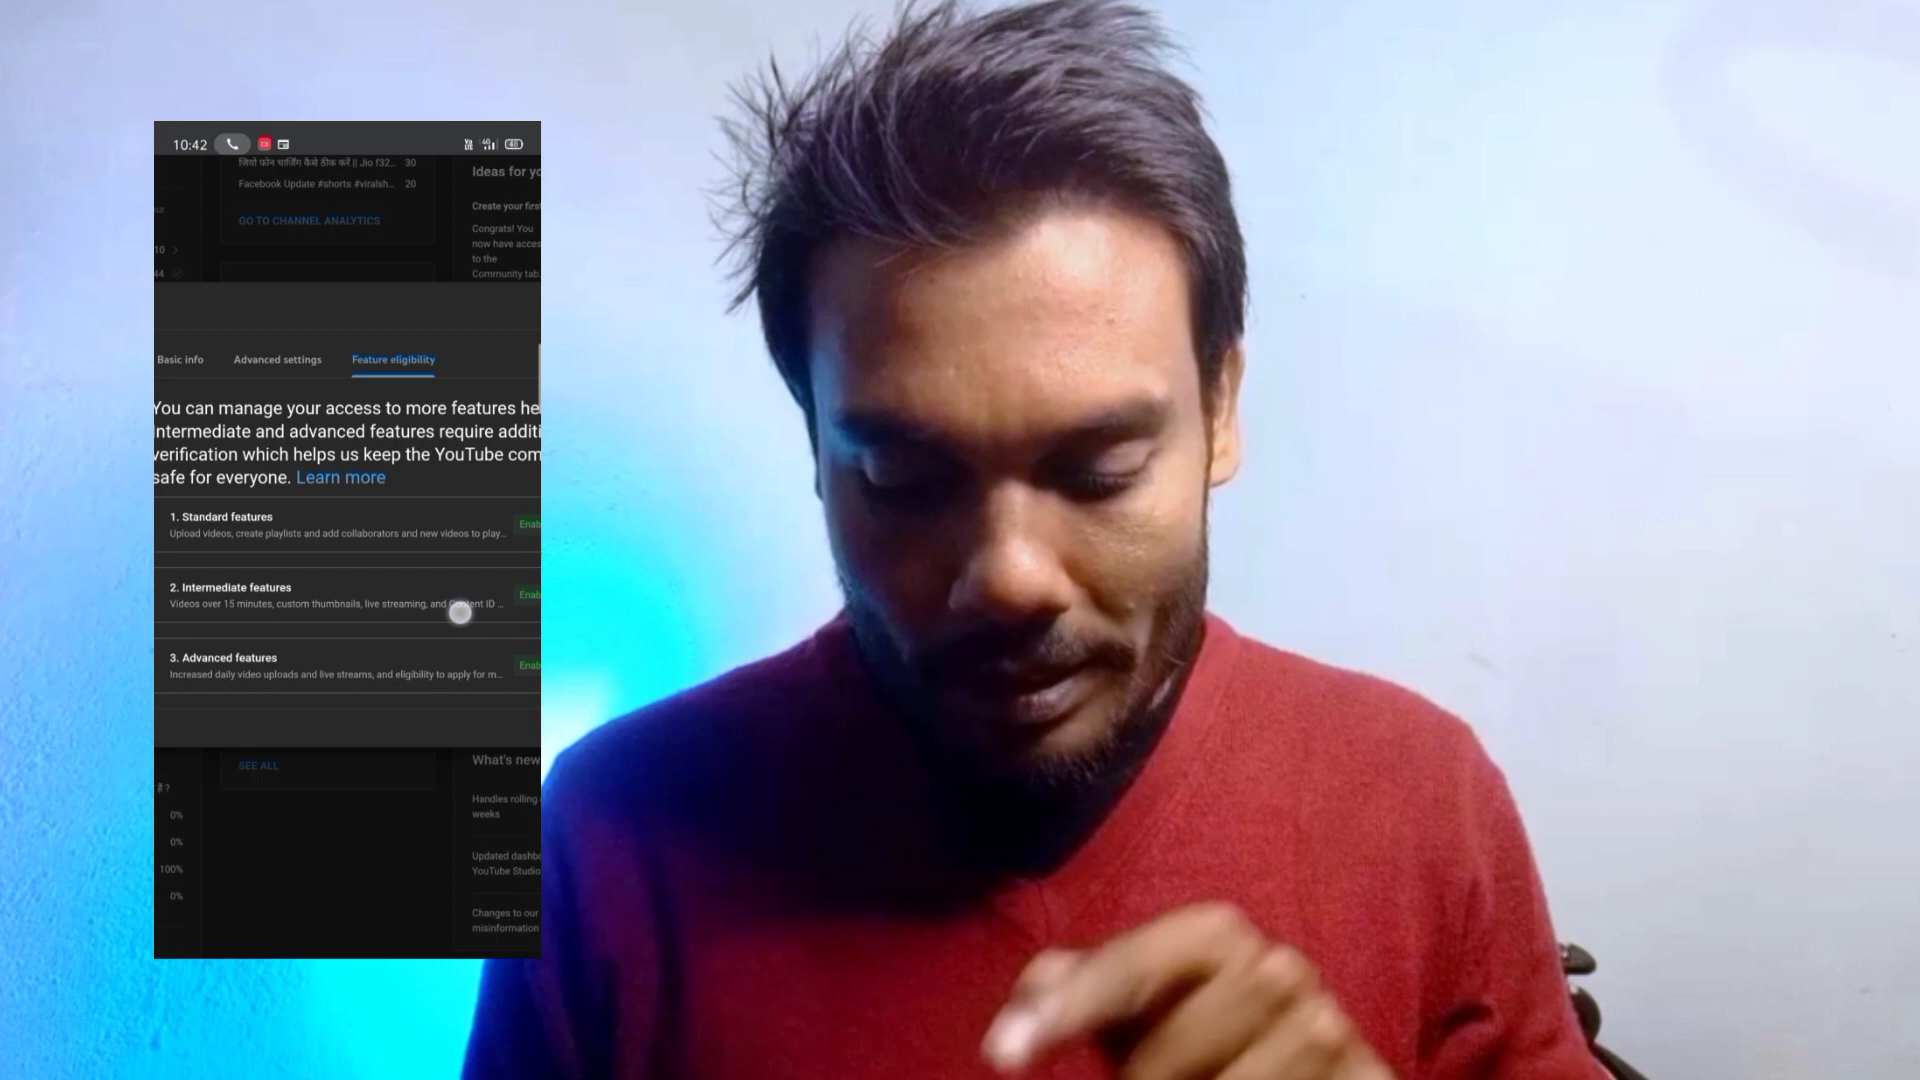 10:42
जियो फोन चार्जिंग कैसे ठीक करें || Jio f32... 30
Facebook Update #shorts #viralsh... 20
GO TO CHANNEL ANALYTICS
Ideas for yo
Create your first
Congrats! You
now have acces
to the
Community tab.
10
44
Basic info Advanced settings Feature eligibility
You can manage your access to more features he
Intermediate and advanced features require additi
verification which helps us keep the YouTube com
safe for everyone. Learn more
1. Standard features
Upload videos, create playlists and add collaborators and new videos to play...
Enab
2. Intermediate features
Videos over 15 minutes, custom thumbnails, live streaming, and Content ID ...
Enab
3. Advanced features
Increased daily video uploads and live streams, and eligibility to apply for m...
Enab
SEE ALL
What's new
हैं ?
0%
0%
100%
0%
Handles rolling
weeks
Updated dashbo
YouTube Studio
Changes to our
misinformation